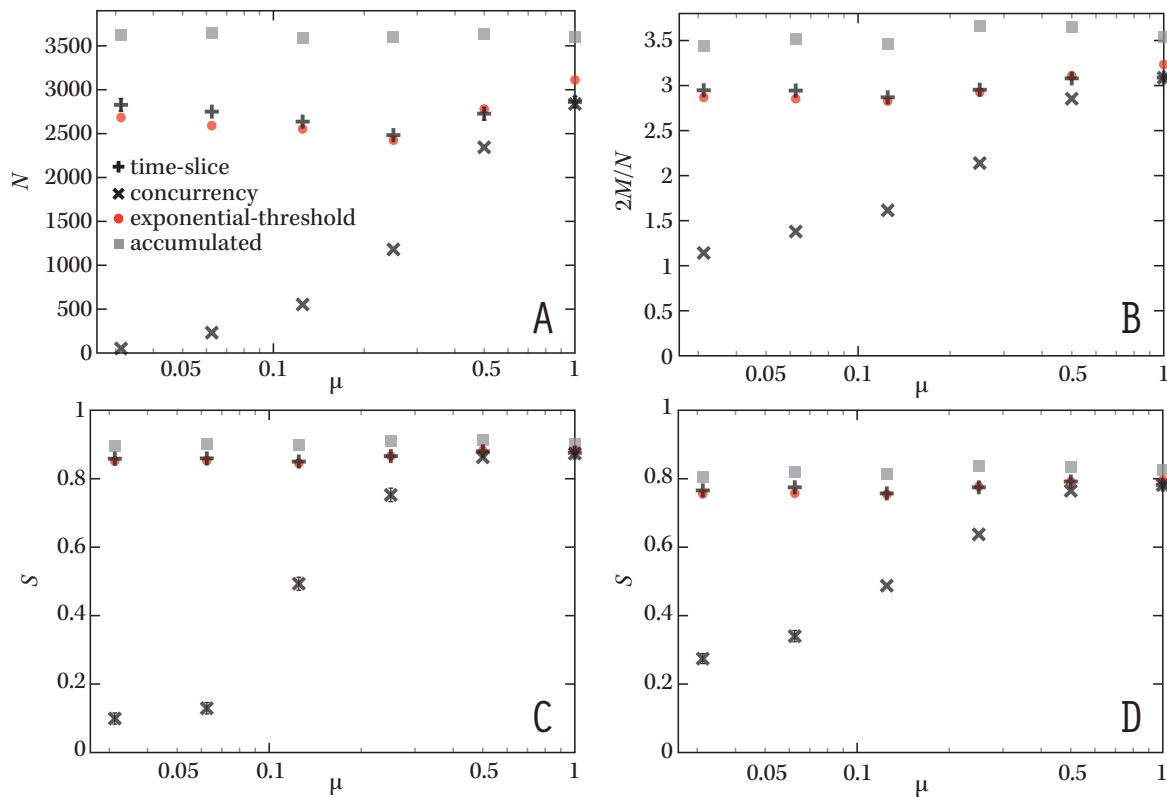 3500
3000
2500
2000
1500
1000
500
0
N
0.05 0.1 0.5 1
μ
time-slice
concurrency
exponential-threshold
accumulated
A
3.5
3
2.5
2
1.5
1
0.5
0
2M/N
0.05 0.1 0.5 1
μ
B
1
0.8
0.6
0.4
0.2
0
S
0.05 0.1 0.5 1
μ
C
1
0.8
0.6
0.4
0.2
0
S
0.05 0.1 0.5 1
μ
D